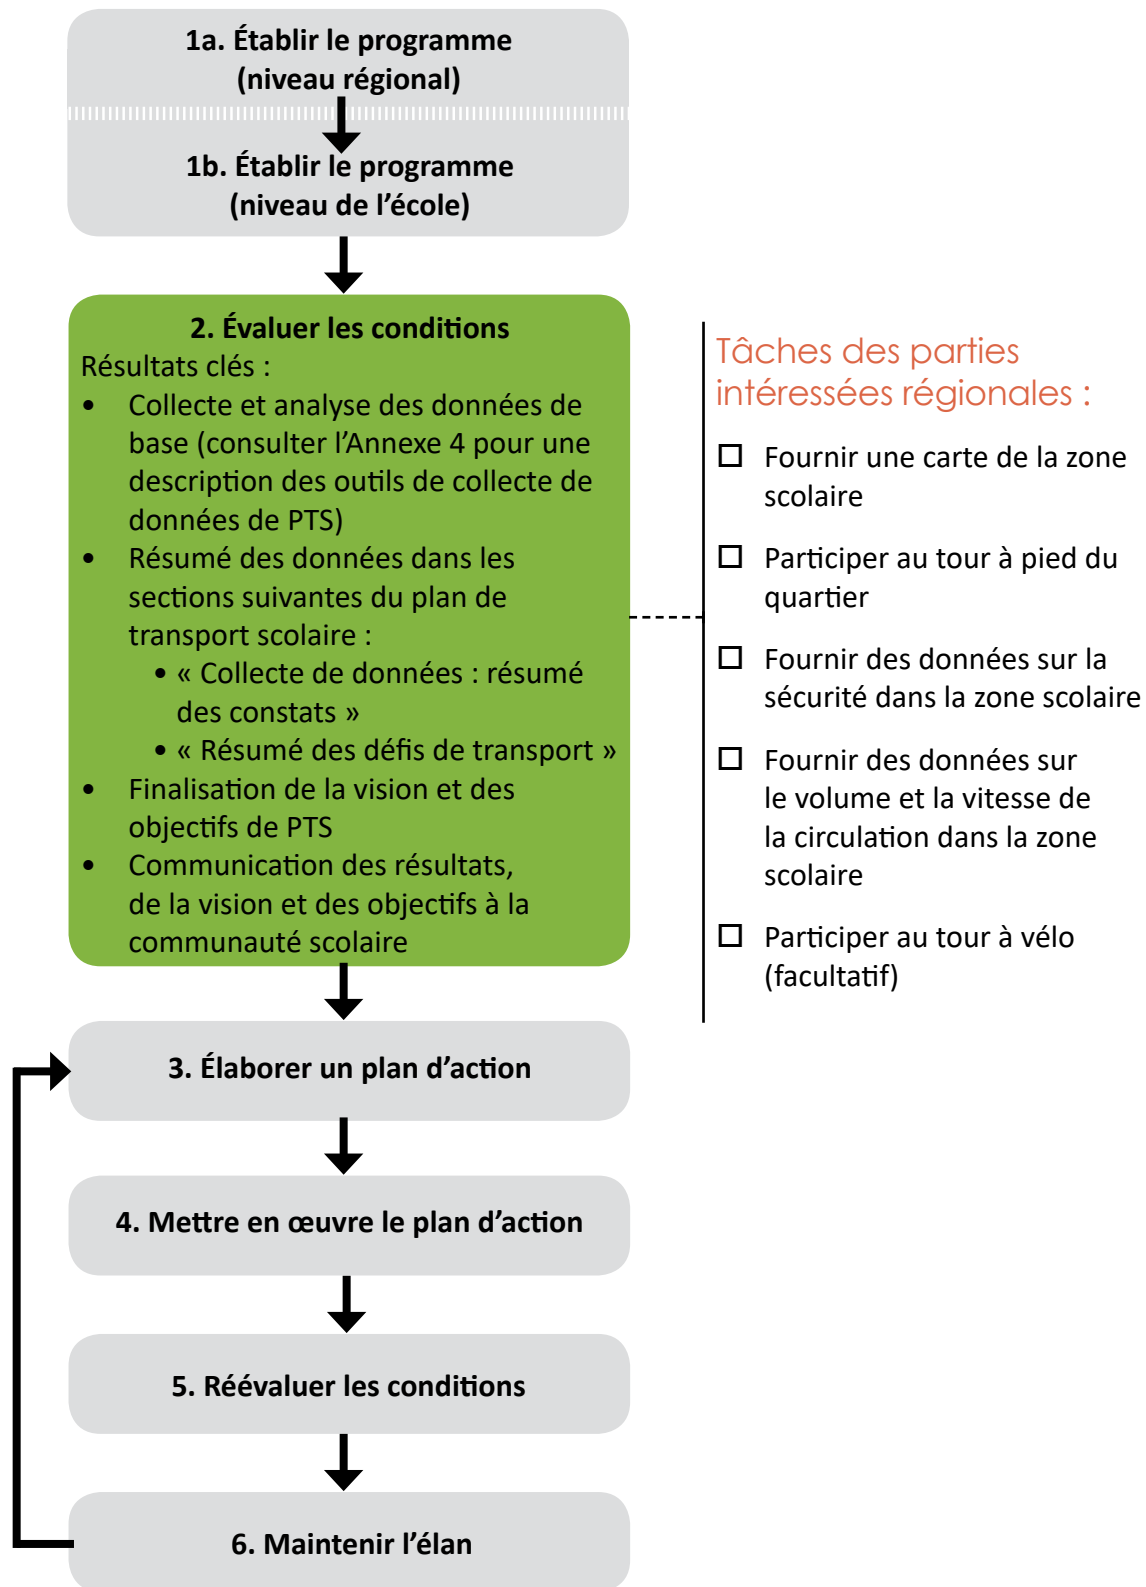 1a. Établir le programme
(niveau régional)
1b. Établir le programme
(niveau de l’école)
2. Évaluer les conditions
Résultats clés :
• Collecte et analyse des données de
base (consulter l’Annexe 4 pour une
description des outils de collecte de
données de PTS)
• Résumé des données dans les
sections suivantes du plan de
transport scolaire :
• « Collecte de données : résumé
des constats »
• « Résumé des défis de transport »
• Finalisation de la vision et des
objectifs de PTS
• Communication des résultats,
de la vision et des objectifs à la
communauté scolaire
Tâches des parties
intéressées régionales :
☐ Fournir une carte de la zone
scolaire
☐ Participer au tour à pied du
quartier
☐ Fournir des données sur la
sécurité dans la zone scolaire
☐ Fournir des données sur
le volume et la vitesse de
la circulation dans la zone
scolaire
☐ Participer au tour à vélo
(facultatif)
3. Élaborer un plan d’action
4. Mettre en œuvre le plan d’action
5. Réévaluer les conditions
6. Maintenir l’élan